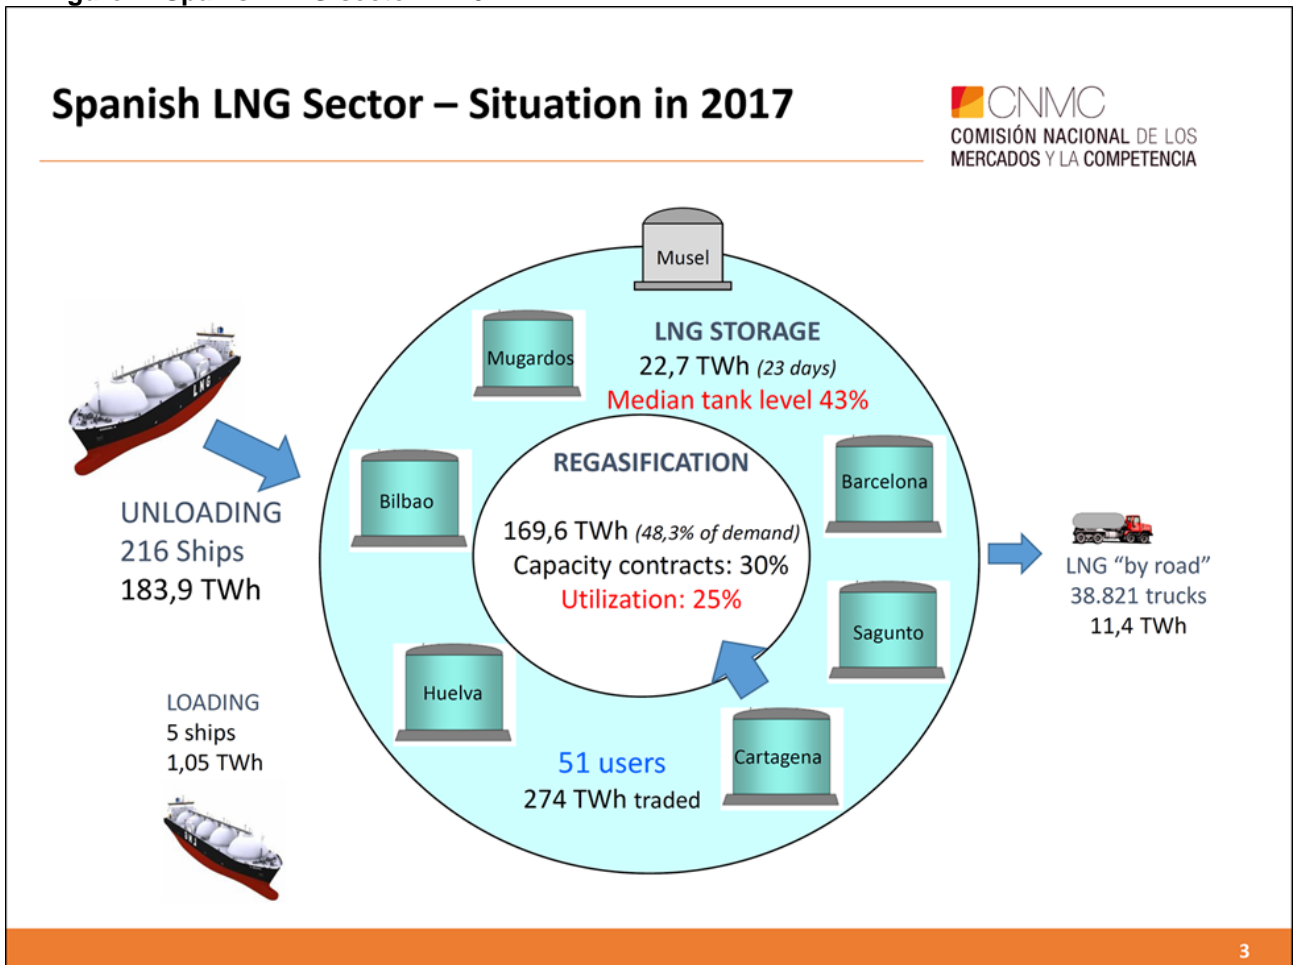 Spanish LNG Sector – Situation in 2017
CNMC
COMISIÓN NACIONAL DE LOS
MERCADOS Y LA COMPETENCIA
Musel
Mugardos
LNG STORAGE
22,7 TWh (23 days)
Median tank level 43%
LNG
Bilbao
REGASIFICATION
169,6 TWh (48,3% of demand)
Capacity contracts: 30%
Utilization: 25%
Barcelona
UNLOADING
216 Ships
183,9 TWh
LNG “by road”
38.821 trucks
11,4 TWh
Sagunto
Huelva
Cartagena
LOADING
5 ships
1,05 TWh
51 users
274 TWh traded
3